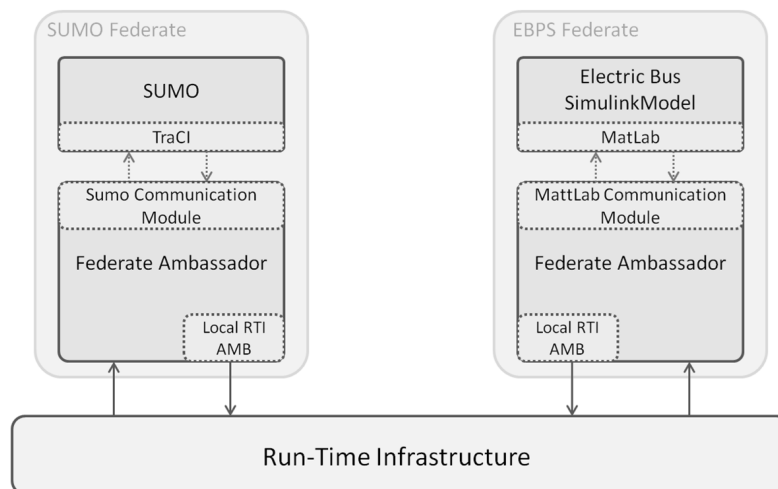 SUMO Federate
SUMO
TraCI
Sumo Communication
Module
Federate Ambassador
Local RTI
AMB
EBPS Federate
Electric Bus
SimulinkModel
MatLab
MattLab Communication
Module
Federate Ambassador
Local RTI
AMB
Run-Time Infrastructure